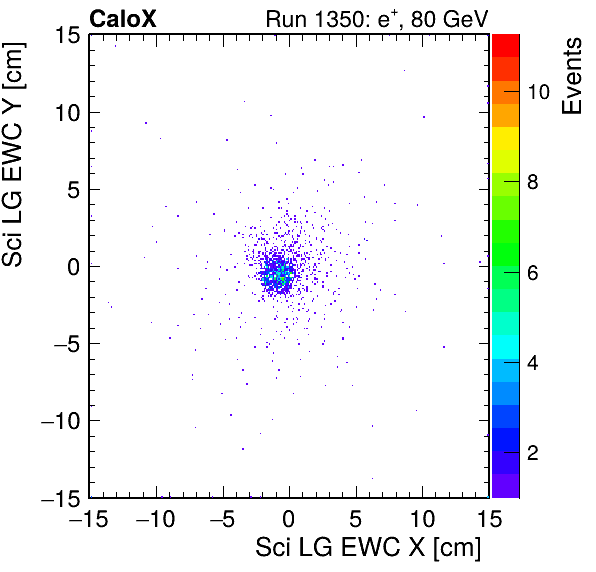 CaloX Run 1350: e⁺, 80 GeV
Sci LG EWC Y [cm]
15
10
5
0
−5
−10
−15
−15 −10 −5 0 5 10 15
Sci LG EWC X [cm]
Events
10
8
6
4
2